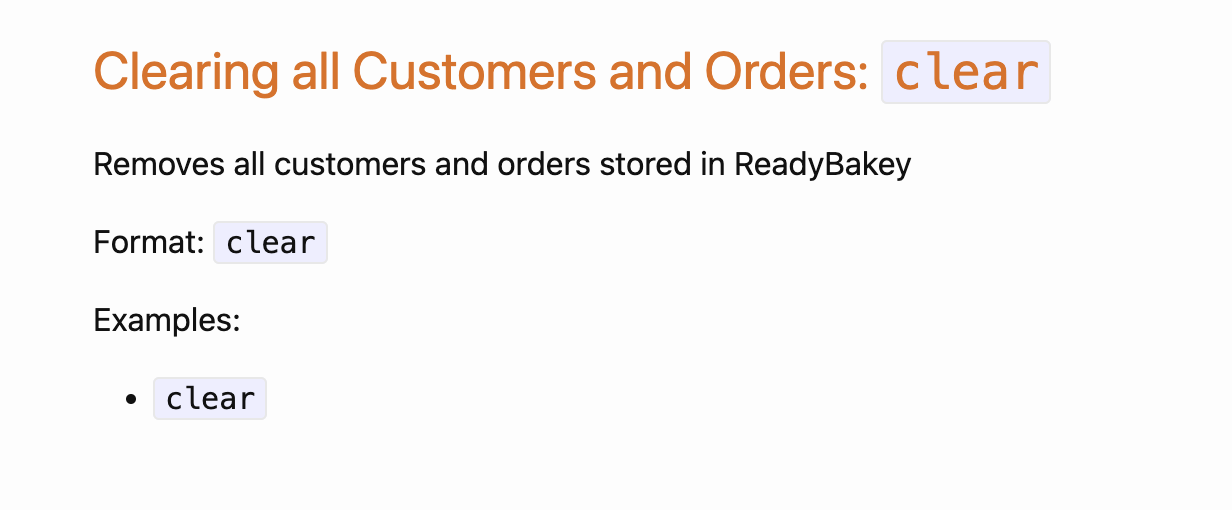 Clearing all Customers and Orders: clear
Removes all customers and orders stored in ReadyBakey
Format: clear
Examples:
• clear